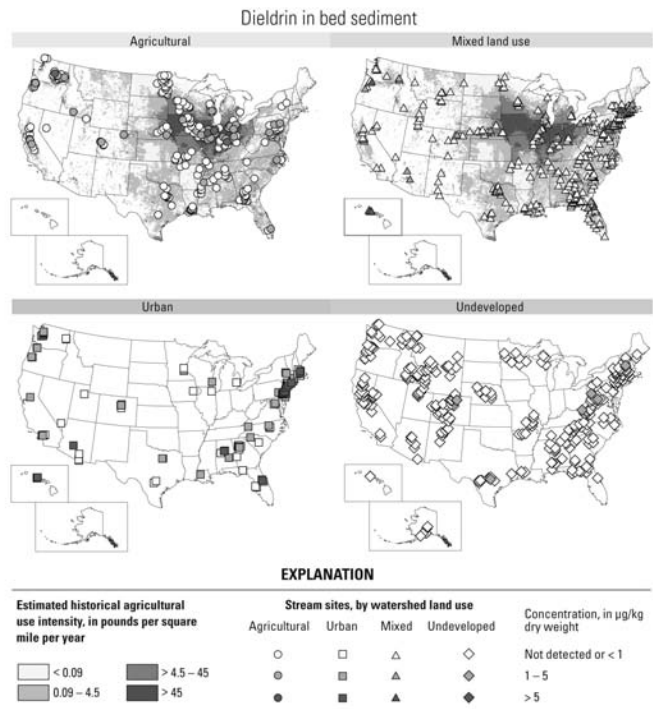 Dieldrin in bed sediment
Agricultural
Mixed land use
Urban
Undeveloped
EXPLANATION
Estimated historical agricultural
use intensity, in pounds per square
mile per year
< 0.09
> 4.5 – 45
0.09 – 4.5
> 45
Stream sites, by watershed land use
Agricultural Urban Mixed Undeveloped
Concentration, in µg/kg
dry weight
Not detected or < 1
1 – 5
> 5